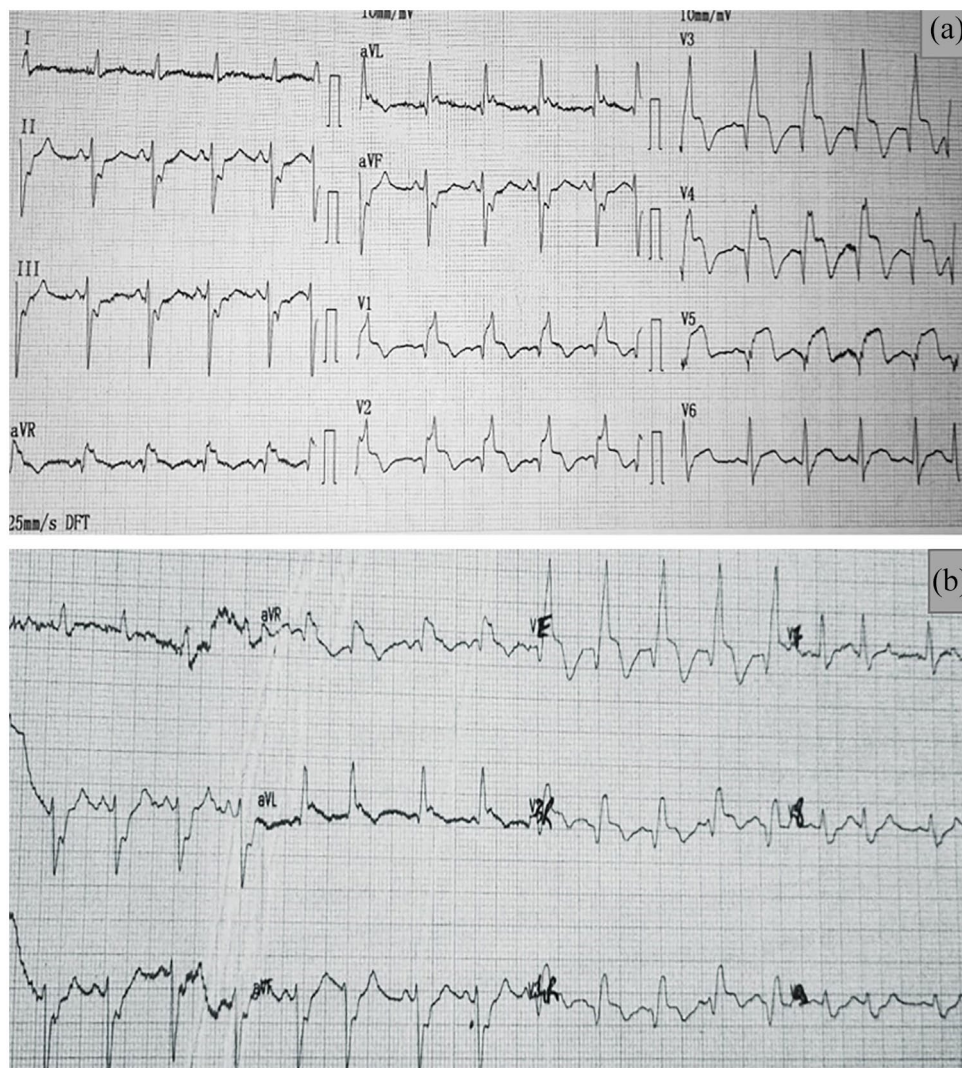 10mm/mV 10mm/mV (a)
I aVL V3
II aVF V4
III V1 V5
aVR V2 V6
25mm/s DFT
(b)
aVR
aVL
aVF